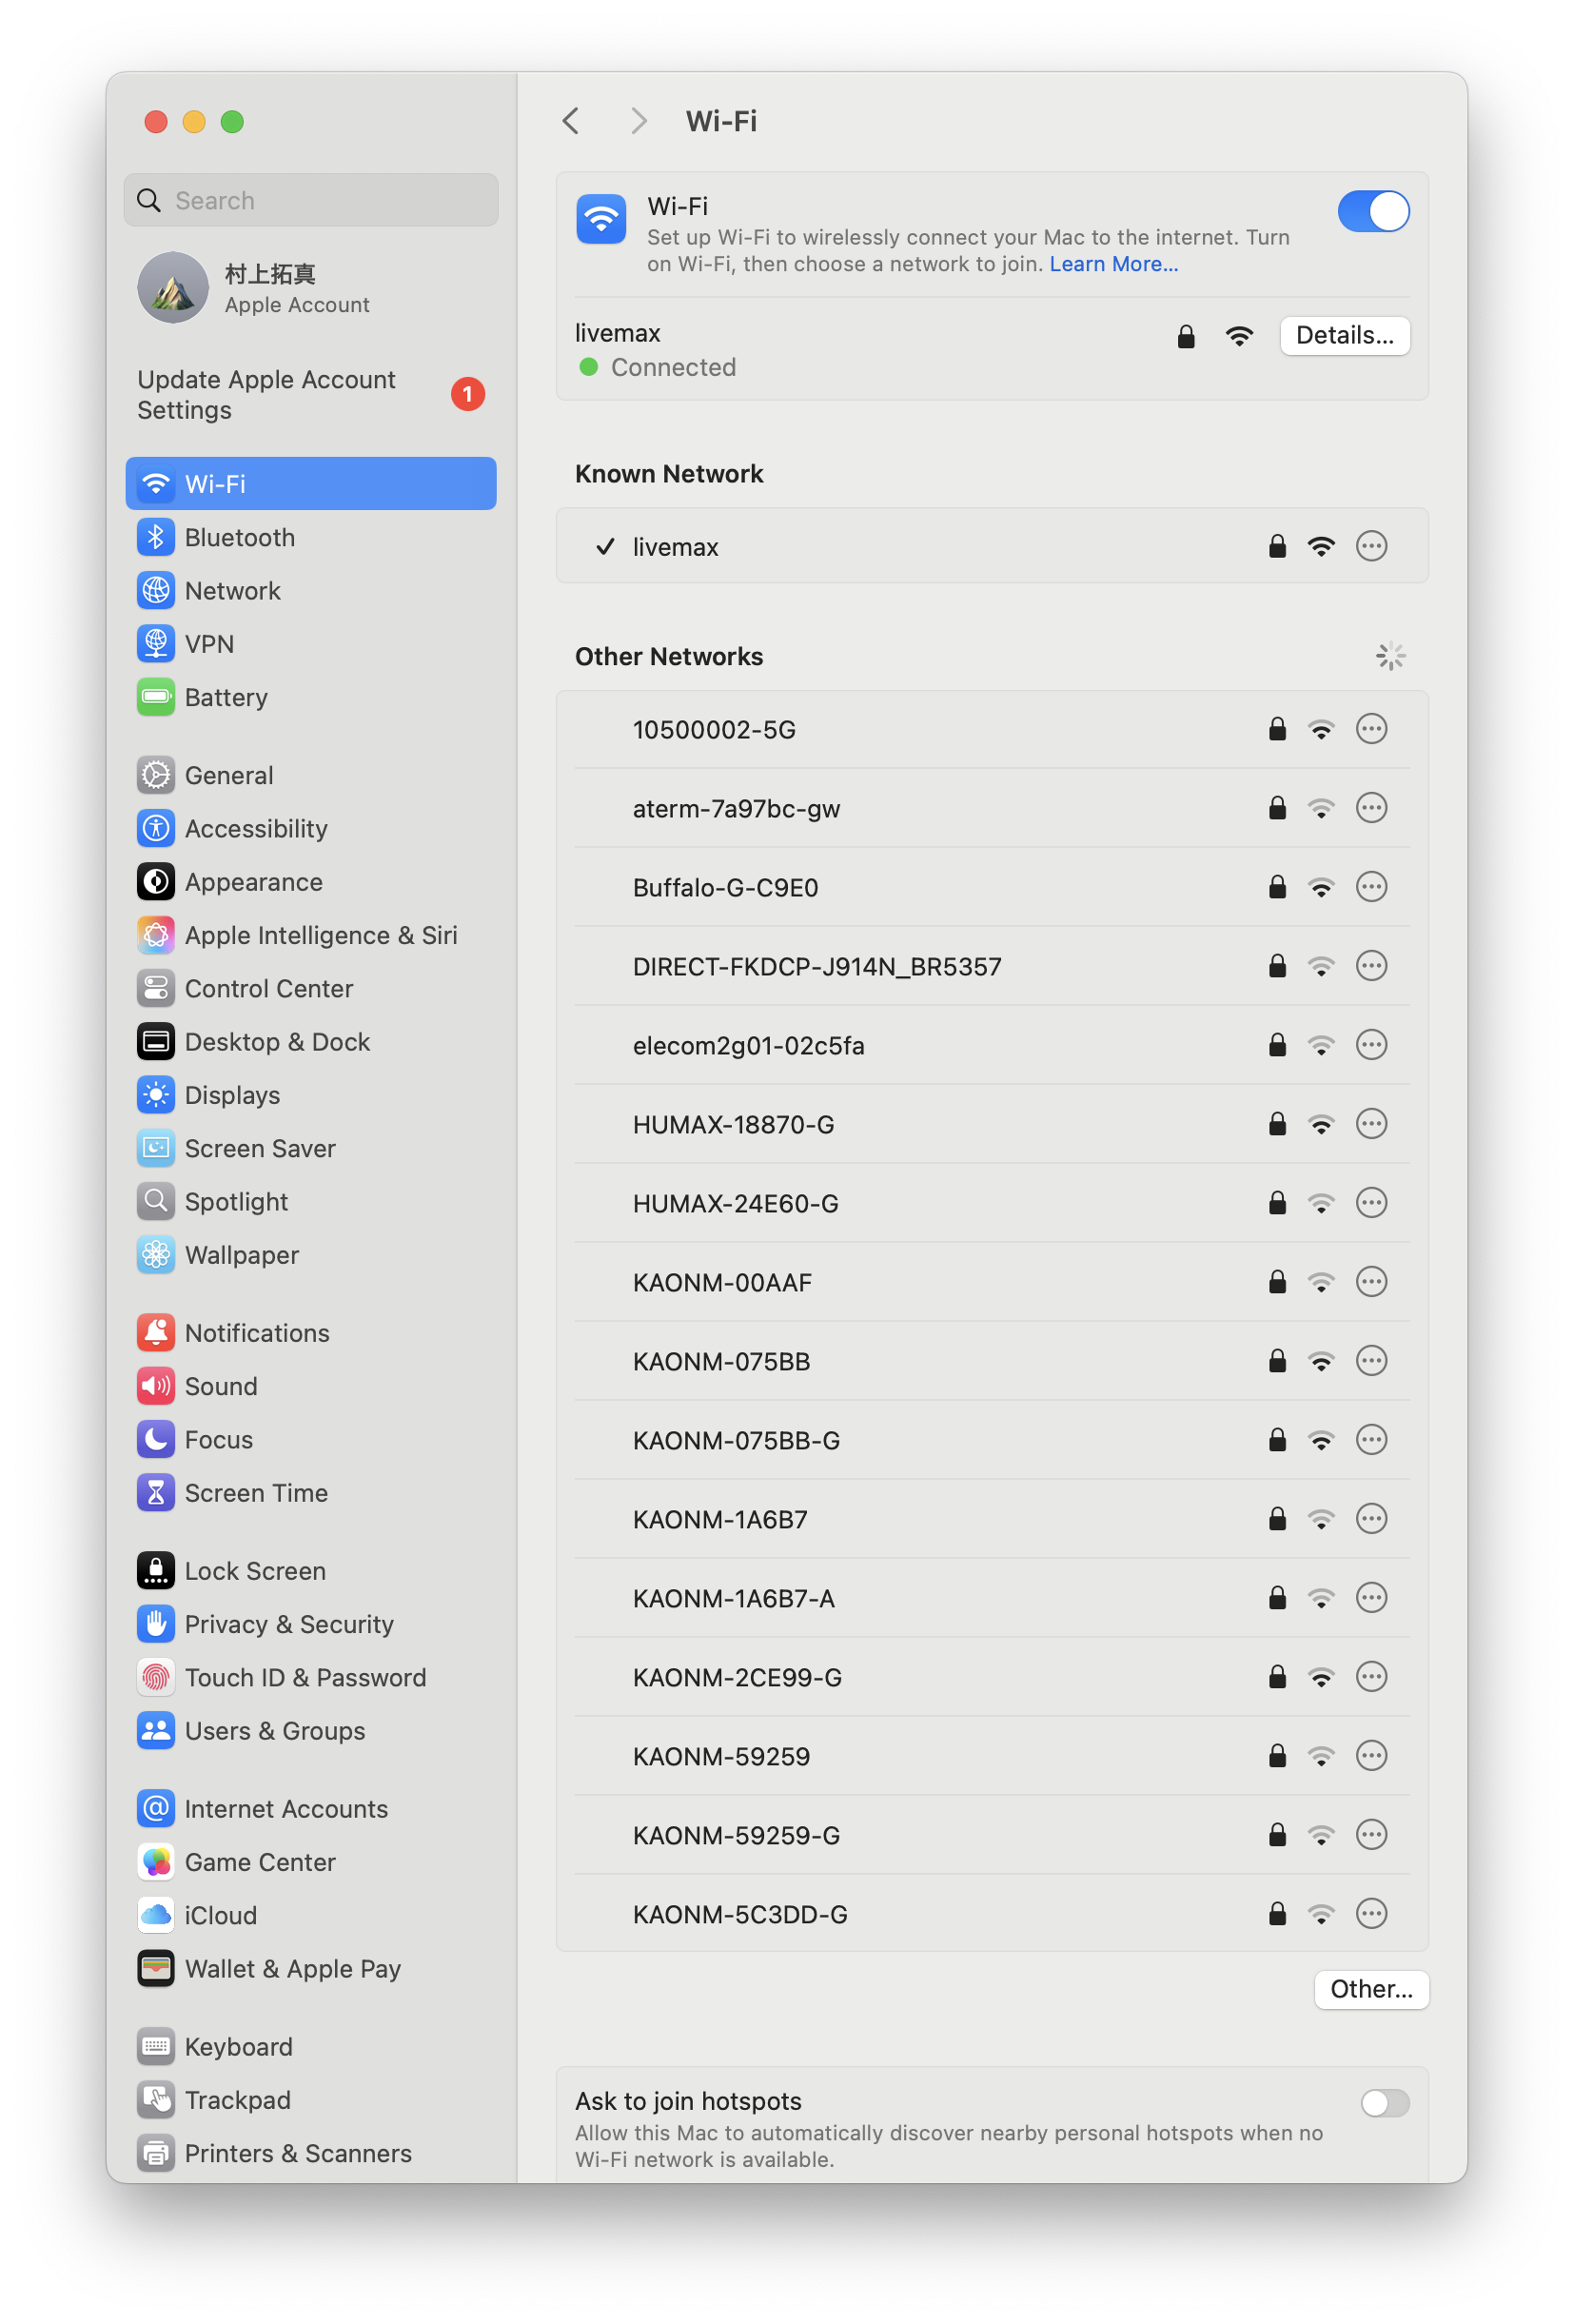 Search
村上拓真
Apple Account
Update Apple Account
Settings
1
Wi-Fi
Bluetooth
Network
VPN
Battery
General
Accessibility
Appearance
Apple Intelligence & Siri
Control Center
Desktop & Dock
Displays
Screen Saver
Spotlight
Wallpaper
Notifications
Sound
Focus
Screen Time
Lock Screen
Privacy & Security
Touch ID & Password
Users & Groups
Internet Accounts
Game Center
iCloud
Wallet & Apple Pay
Keyboard
Trackpad
Printers & Scanners
Wi-Fi
Wi-Fi
Set up Wi-Fi to wirelessly connect your Mac to the internet. Turn
on Wi-Fi, then choose a network to join. Learn More...
livemax
Details...
Connected
Known Network
livemax
Other Networks
10500002-5G
aterm-7a97bc-gw
Buffalo-G-C9E0
DIRECT-FKDCP-J914N_BR5357
elecom2g01-02c5fa
HUMAX-18870-G
HUMAX-24E60-G
KAONM-00AAF
KAONM-075BB
KAONM-075BB-G
KAONM-1A6B7
KAONM-1A6B7-A
KAONM-2CE99-G
KAONM-59259
KAONM-59259-G
KAONM-5C3DD-G
Other...
Ask to join hotspots
Allow this Mac to automatically discover nearby personal hotspots when no
Wi-Fi network is available.